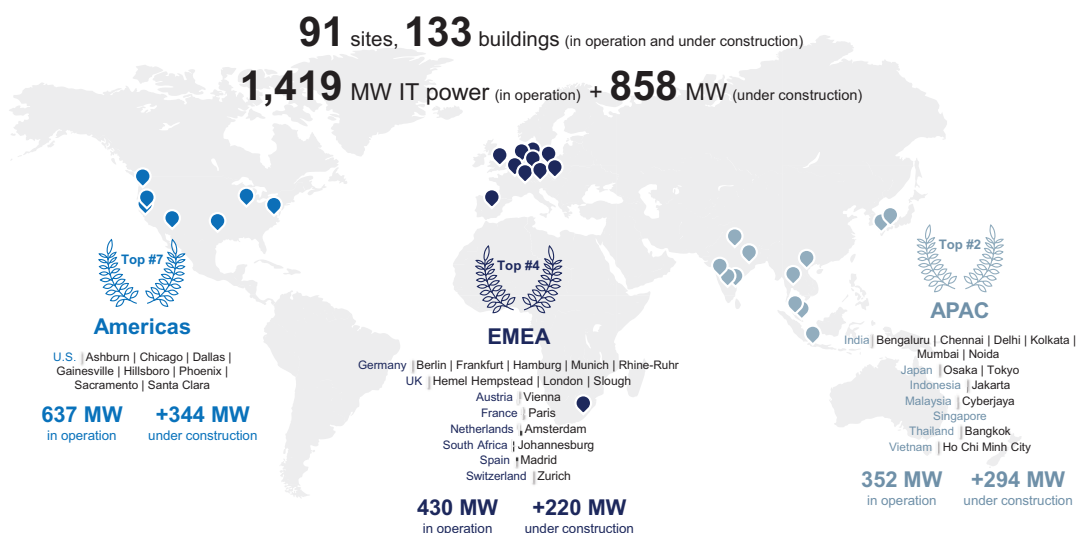 91 sites, 133 buildings (in operation and under construction)
1,419 MW IT power (in operation) + 858 MW (under construction)
Top #7
Americas
U.S. | Ashburn | Chicago | Dallas |
Gainesville | Hillsboro | Phoenix |
Sacramento | Santa Clara
637 MW
in operation
+344 MW
under construction
Top #4
EMEA
Germany | Berlin | Frankfurt | Hamburg | Munich | Rhine-Ruhr
UK | Hemel Hempstead | London | Slough
Austria | Vienna
France | Paris
Netherlands | Amsterdam
South Africa | Johannesburg
Spain | Madrid
Switzerland | Zurich
430 MW
in operation
+220 MW
under construction
Top #2
APAC
India | Bengaluru | Chennai | Delhi | Kolkata |
Mumbai | Noida
Japan | Osaka | Tokyo
Indonesia | Jakarta
Malaysia | Cyberjaya
Singapore
Thailand | Bangkok
Vietnam | Ho Chi Minh City
352 MW
in operation
+294 MW
under construction